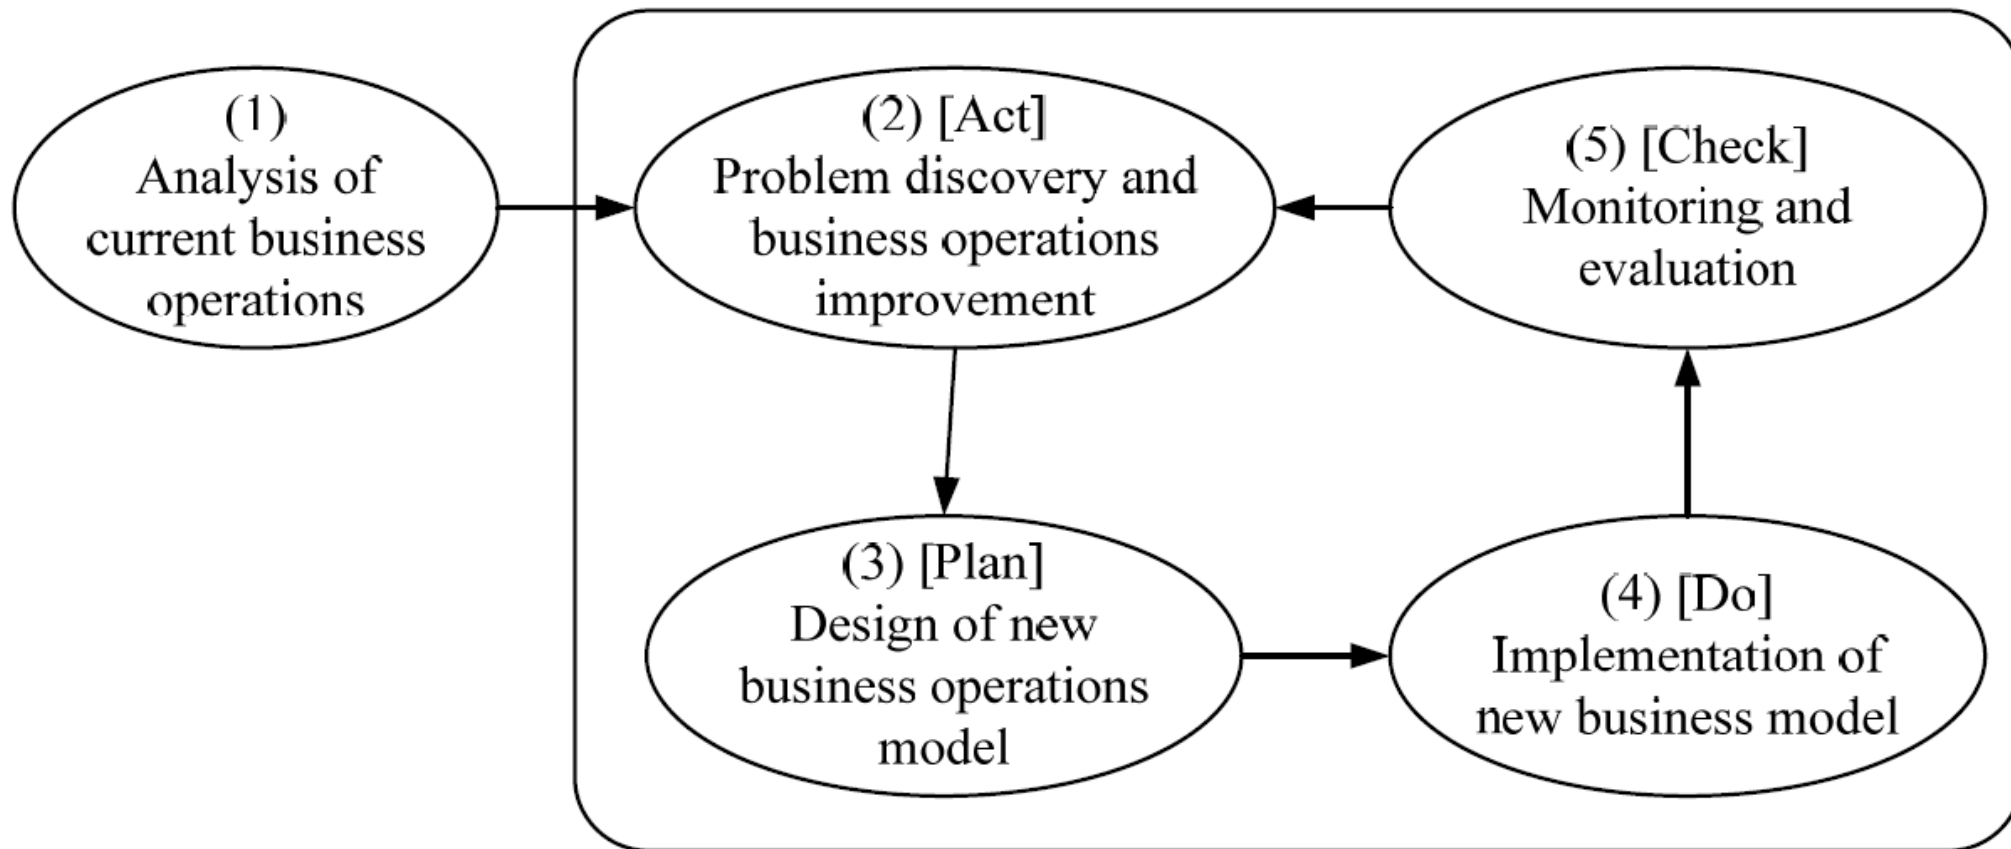 (1)
Analysis of
current business
operations
(2) [Act]
Problem discovery and
business operations
improvement
(3) [Plan]
Design of new
business operations
model
(4) [Do]
Implementation of
new business model
(5) [Check]
Monitoring and
evaluation